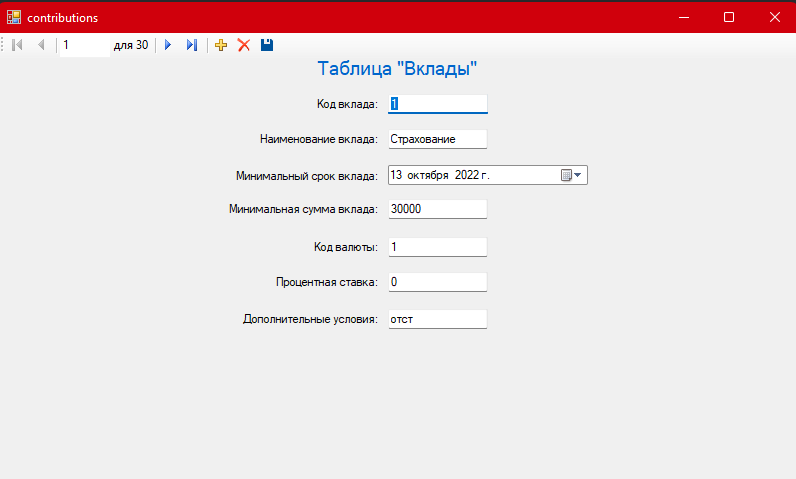 contributions
1 для 30
Таблица "Вклады"
Код вклада: 1
Наименование вклада: Страхование
Минимальный срок вклада: 13 октября 2022 г.
Минимальная сумма вклада: 30000
Код валюты: 1
Процентная ставка: 0
Дополнительные условия: отст